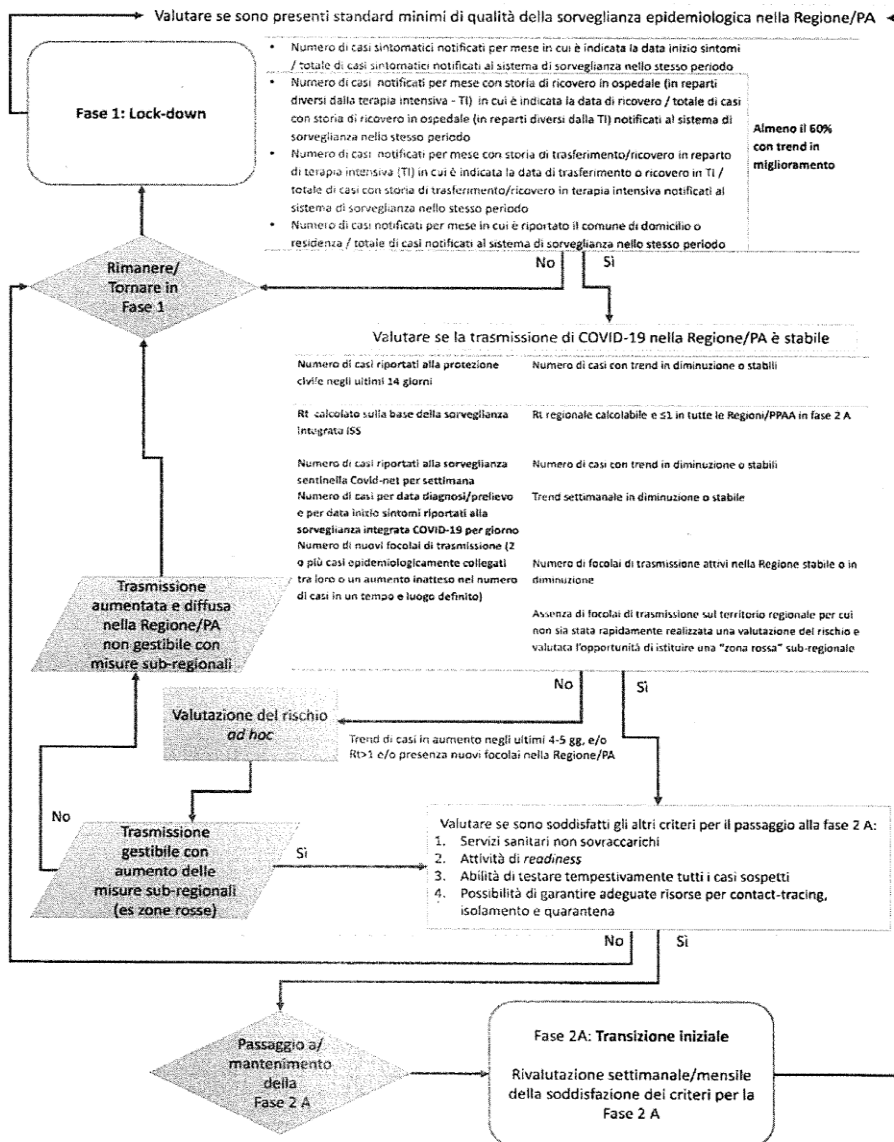 Valutare se sono presenti standard minimi di qualità della sorveglianza epidemiologica nella Regione/PA
Fase 1: Lock-down
• Numero di casi sintomatici notificati per mese in cui è indicata la data inizio sintomi
/ totale di casi sintomatici notificati al sistema di sorveglianza nello stesso periodo
• Numero di casi notificati per mese con storia di ricovero in ospedale (in reparti
diversi dalla terapia intensiva - TI) in cui è indicata la data di ricovero / totale di casi
con storia di ricovero in ospedale (in reparti diversi dalla TI) notificati al sistema di
sorveglianza nello stesso periodo
• Numero di casi notificati per mese con storia di trasferimento/ricovero in reparto
di terapia intensiva (TI) in cui è indicata la data di trasferimento o ricovero in TI /
totale di casi con storia di trasferimento/ricovero in terapia intensiva notificati al
sistema di sorveglianza nello stesso periodo
• Numero di casi notificati per mese in cui è riportato il comune di domicilio o
residenza / totale di casi notificati al sistema di sorveglianza nello stesso periodo
Almeno il 60%
con trend in
miglioramento
No
Sì
Rimanere/
Tornare in
Fase 1
Valutare se la trasmissione di COVID-19 nella Regione/PA è stabile
Numero di casi riportati alla protezione
civile negli ultimi 14 giorni
Numero di casi con trend in diminuzione o stabili
Rt calcolato sulla base della sorveglianza
integrata ISS
Rt regionale calcolabile e ≤1 in tutte le Regioni/PPAA in fase 2 A
Numero di casi riportati alla sorveglianza
sentinella Covid-net per settimana
Numero di casi con trend in diminuzione o stabili
Numero di casi per data diagnosi/prelievo
e per data inizio sintomi riportati alla
sorveglianza integrata COVID-19 per giorno
Trend settimanale in diminuzione o stabile
Numero di nuovi focolai di trasmissione (2
o più casi epidemiologicamente collegati
tra loro o un aumento inatteso nel numero
di casi in un tempo e luogo definito)
Numero di focolai di trasmissione attivi nella Regione stabile o in
diminuzione
Assenza di focolai di trasmissione sul territorio regionale per cui
non sia stata rapidamente realizzata una valutazione del rischio e
valutata l'opportunità di istituire una "zona rossa" sub-regionale
Trasmissione
aumentata e diffusa
nella Regione/PA
non gestibile con
misure sub-regionali
No
Sì
Valutazione del rischio
ad hoc
Trend di casi in aumento negli ultimi 4-5 gg, e/o
Rt>1 e/o presenza nuovi focolai nella Regione/PA
No
Trasmissione
gestibile con
aumento delle
misure sub-regionali
(es zone rosse)
Sì
Valutare se sono soddisfatti gli altri criteri per il passaggio alla fase 2 A:
1. Servizi sanitari non sovraccarichi
2. Attività di readiness
3. Abilità di testare tempestivamente tutti i casi sospetti
4. Possibilità di garantire adeguate risorse per contact-tracing,
isolamento e quarantena
No
Sì
Passaggio a/
mantenimento
della
Fase 2 A
Fase 2A: Transizione iniziale
Rivalutazione settimanale/mensile
della soddisfazione dei criteri per la
Fase 2 A